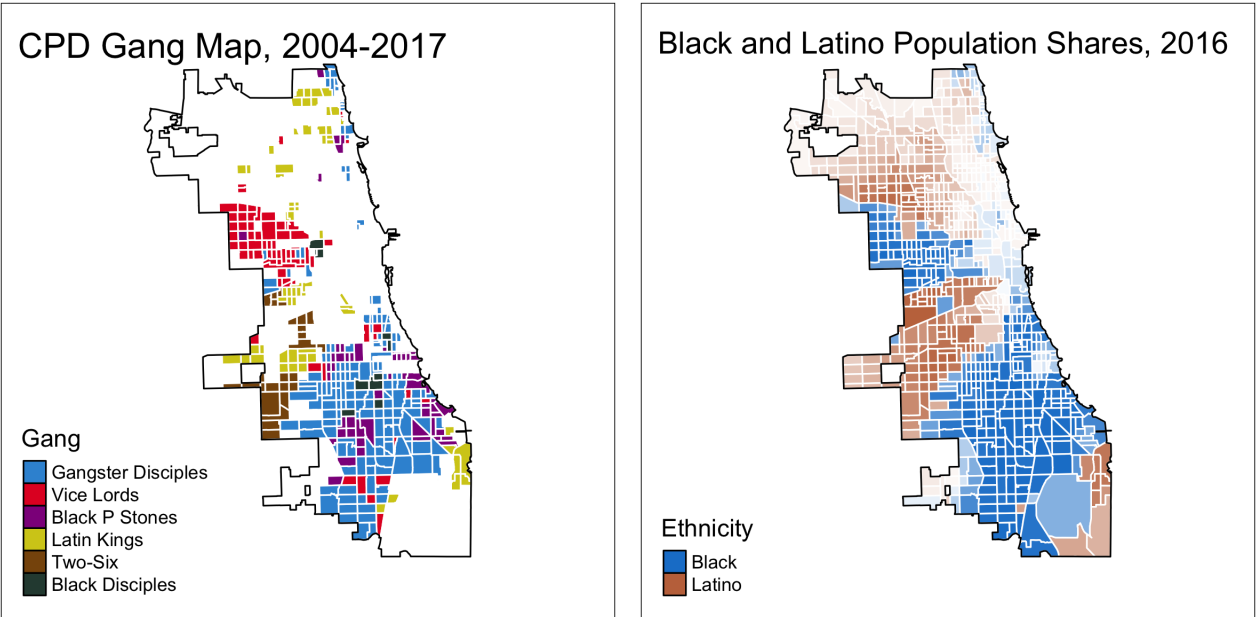 CPD Gang Map, 2004-2017
Gang
Gangster Disciples
Vice Lords
Black P Stones
Latin Kings
Two-Six
Black Disciples
Black and Latino Population Shares, 2016
Ethnicity
Black
Latino